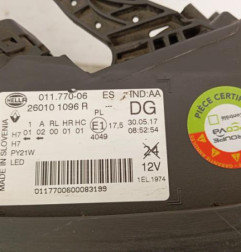 HELLA
011.770-06 ES IND:AA
26010 1096 R DG
MADE IN SLOVENIA
1 A RL HR HC PL
H7 01 02 00 01 01 E1 17,5 30.05.17
H7 4049 08:52:54
PY21W 24
LED 12V
0117700600083199 1EL 1974
PIÈCE CERTIFIÉE